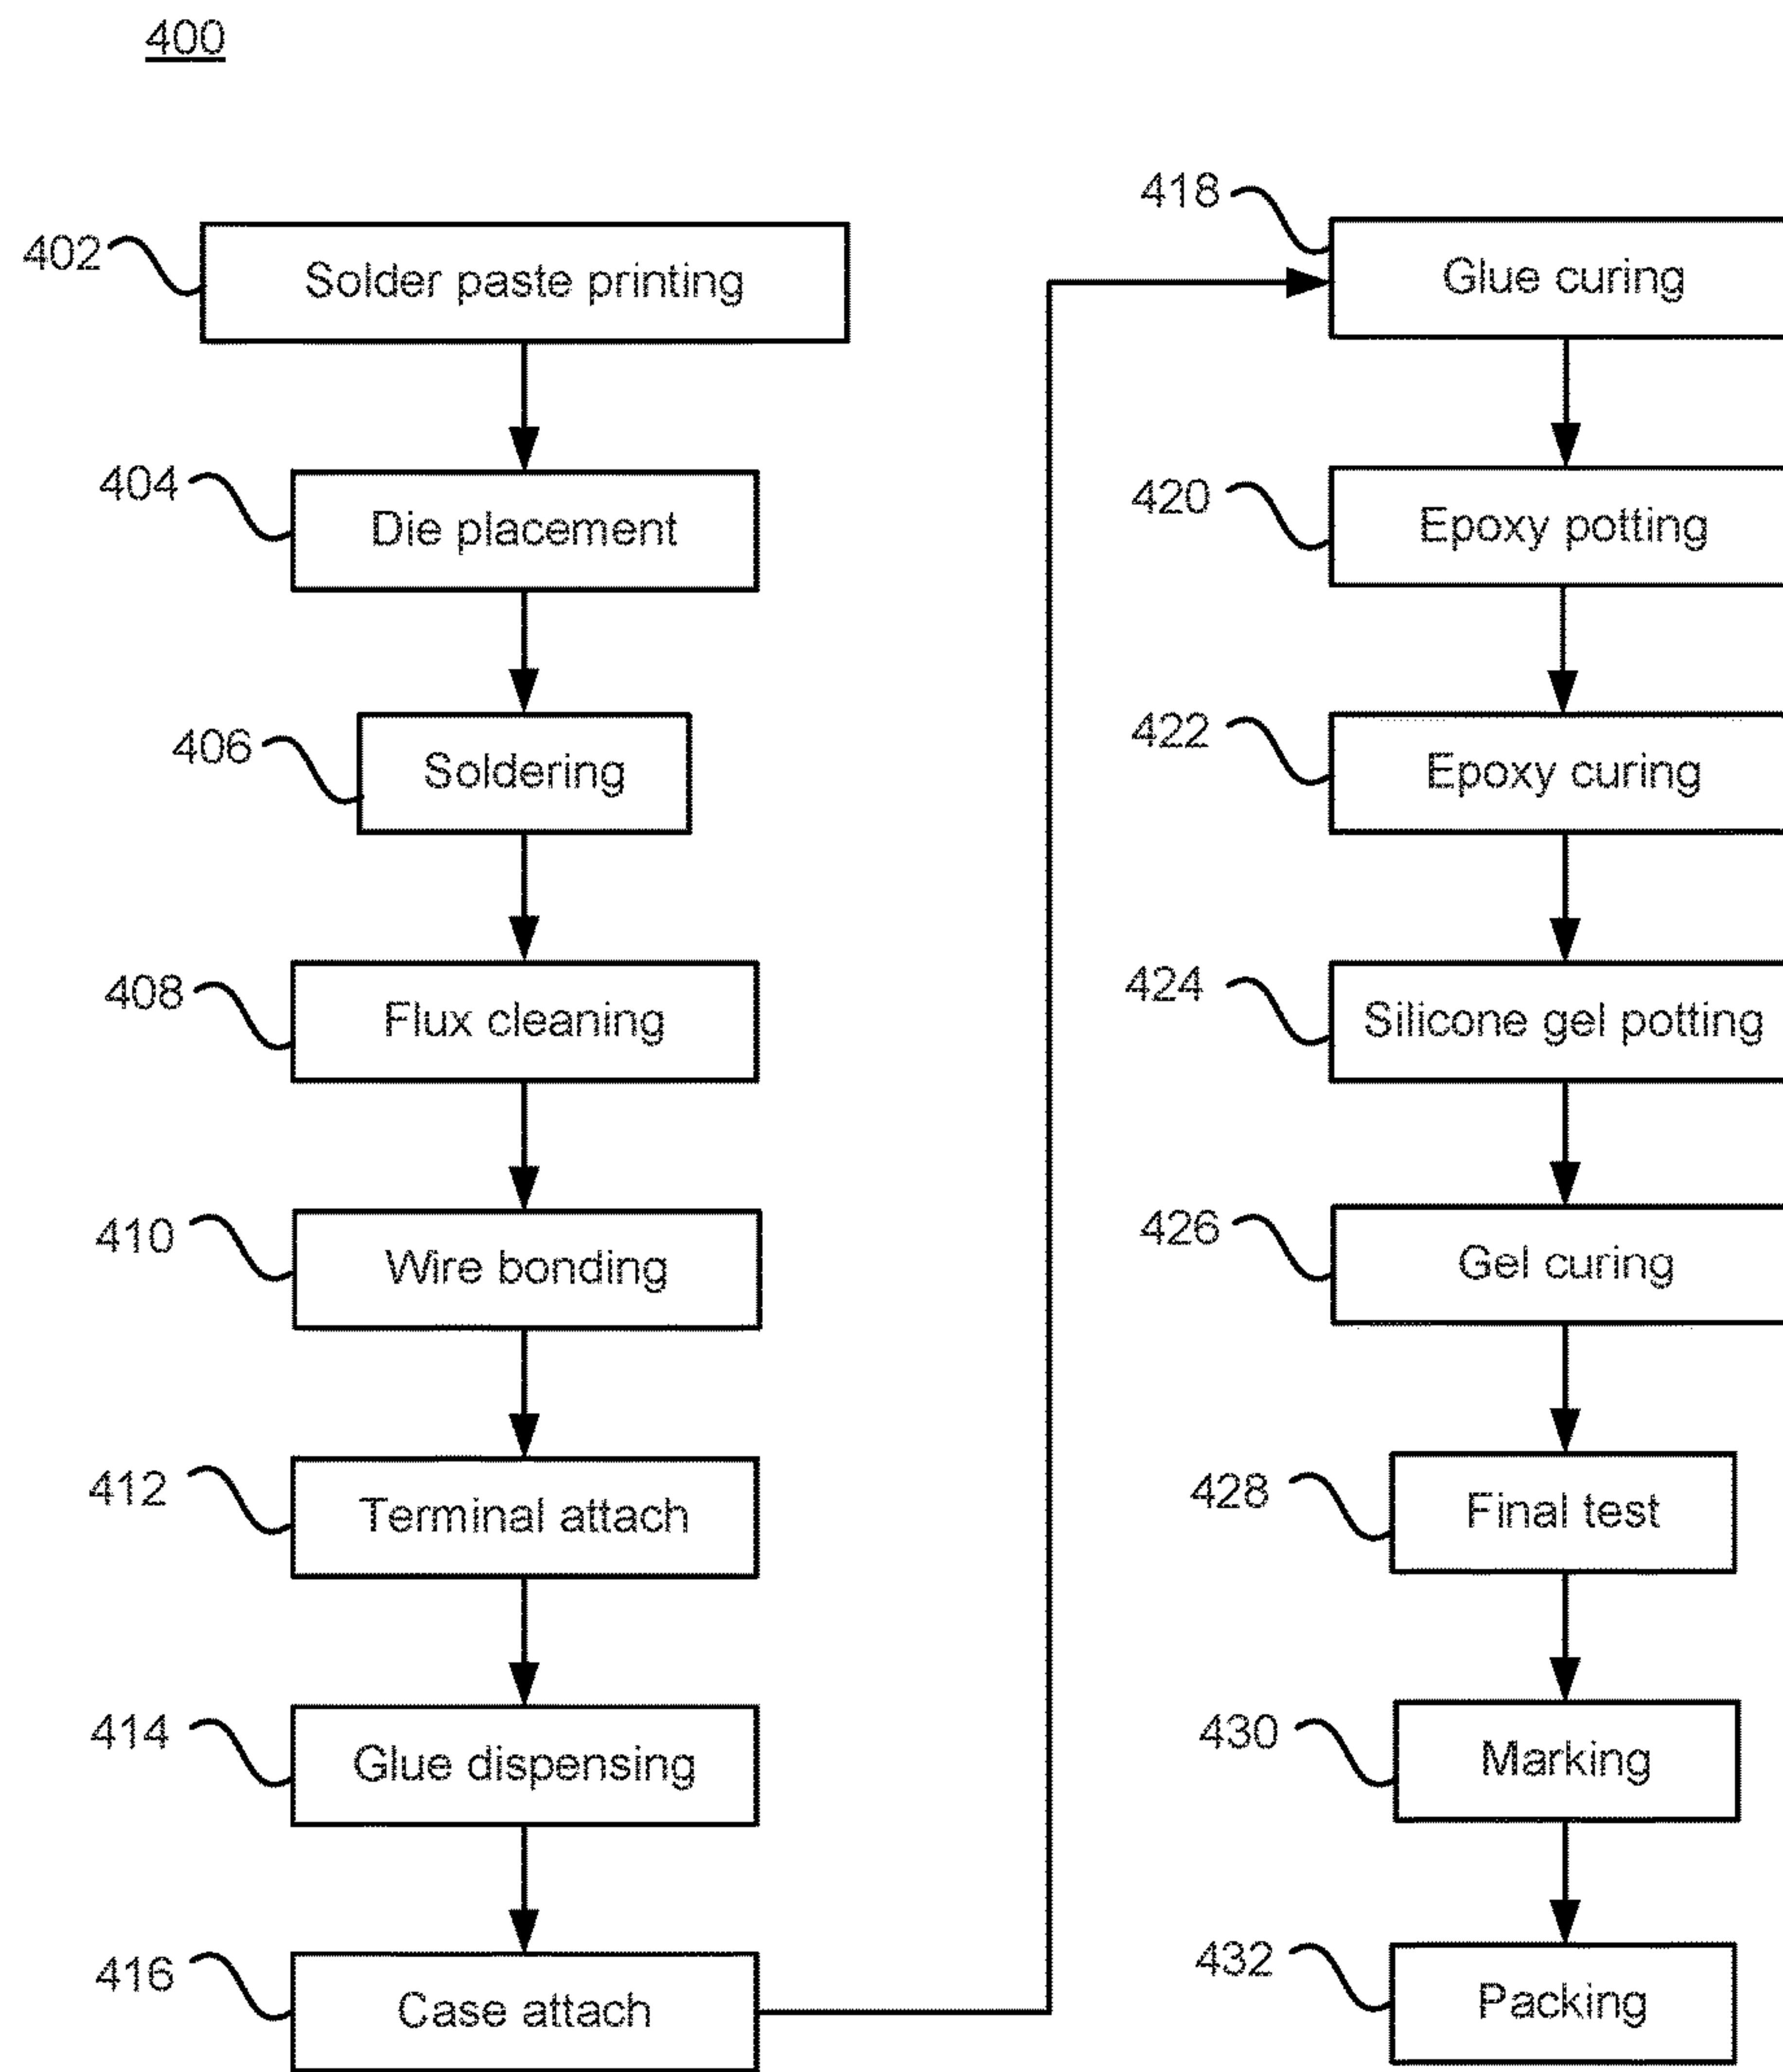 400
402
Solder paste printing
404
Die placement
406
Soldering
408
Flux cleaning
410
Wire bonding
412
Terminal attach
414
Glue dispensing
416
Case attach
418
Glue curing
420
Epoxy potting
422
Epoxy curing
424
Silicone gel potting
426
Gel curing
428
Final test
430
Marking
432
Packing